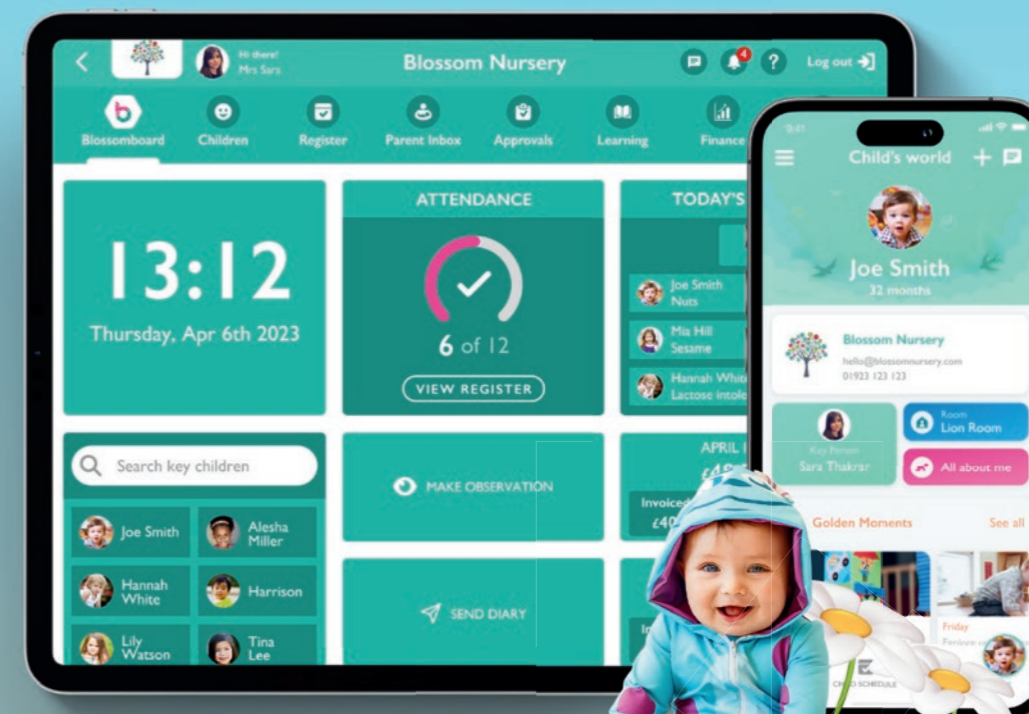 Hi there!
Mrs Sara
Blossom Nursery
4
?
Log out
b
Blossomboard
Children
Register
Parent Inbox
Approvals
Learning
Finance
13:12
Thursday, Apr 6th 2023
ATTENDANCE
6 of 12
VIEW REGISTER
TODAY'S
Joe Smith
Nuts
Mia Hill
Sesame
Hannah White
Lactose
Search key children
Joe Smith
Alesha
Miller
Hannah
White
Harrison
Lily
Watson
Tina
Lee
MAKE OBSERVATION
SEND DIARY
APRIL
Invoiced
£40
9:41
Child's world
Joe Smith
32 months
Blossom Nursery
hello@blossomnursery.com
01923 123 123
Key Person
Sara Thakrar
Room
Lion Room
All about me
Golden Moments
See all
Friday
SCHEDULE